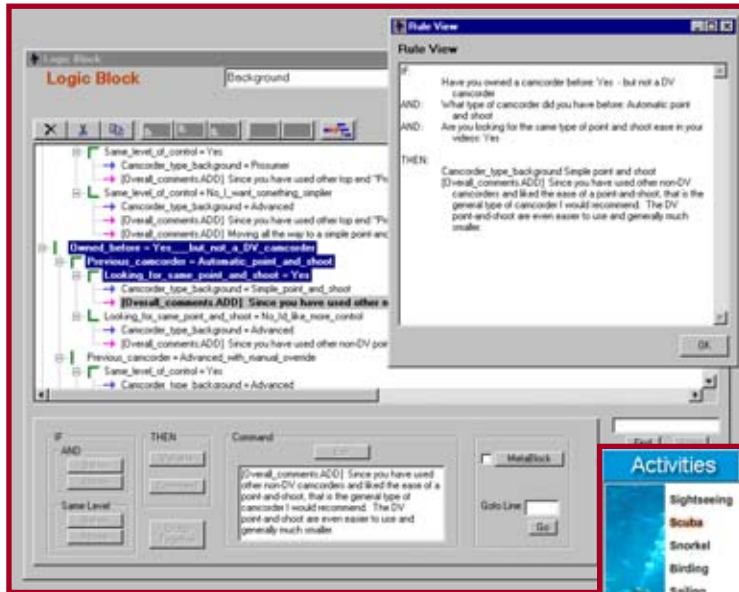 Rule View
Rule View
IF:
Have you owned a camcorder before: Yes - but not a DV
camcorder
AND: What type of camcorder did you have before: Automatic point
and shoot
AND: Are you looking for the same type of point and shoot ease in your
videos: Yes
THEN:
Camcorder_type_background Simple point and shoot
[Overall_comments.ADD] Since you have used other non-DV
camcorders and liked the ease of a point-and-shoot, that is the
general type of camcorder I would recommend. The DV
point-and-shoot are even easier to use and generally much
smaller.
OK
Logic Block
Logic Block
Background
Same_level_of_control = Yes
Camcorder_type_background = Prosumer
[Overall_comments.ADD] Since you have used other top end "Pr
Same_level_of_control = No_I_want_something_simpler
Camcorder_type_background = Advanced
[Overall_comments.ADD] Since you have used other top end "Pr
[Overall_comments.ADD] Moving all the way to a simple point-and
Owned_before = Yes___but_not_a_DV_camcorder
Previous_camcorder = Automatic_point_and_shoot
Looking_for_same_point_and_shoot = Yes
Camcorder_type_background = Simple_point_and_shoot
[Overall_comments.ADD] Since you have used other n
Looking_for_same_point_and_shoot = No_Id_like_more_control
Camcorder_type_background = Advanced
[Overall_comments.ADD] Since you have used other non-DV poi
Previous_camcorder = Advanced_with_manual_override
Same_level_of_control = Yes
Camcorder_type_background = Advanced
IF
AND
Same Level
THEN
Command
Edit
[Overall_comments.ADD] Since you have used
other non-DV camcorders and liked the ease of a
point-and-shoot, that is the general type of
camcorder I would recommend. The DV
point-and-shoot are even easier to use and
generally much smaller.
MetaBlock
Goto Line:
Go
Find
Activities
Sightseeing
Scuba
Snorkel
Birding
Sailing